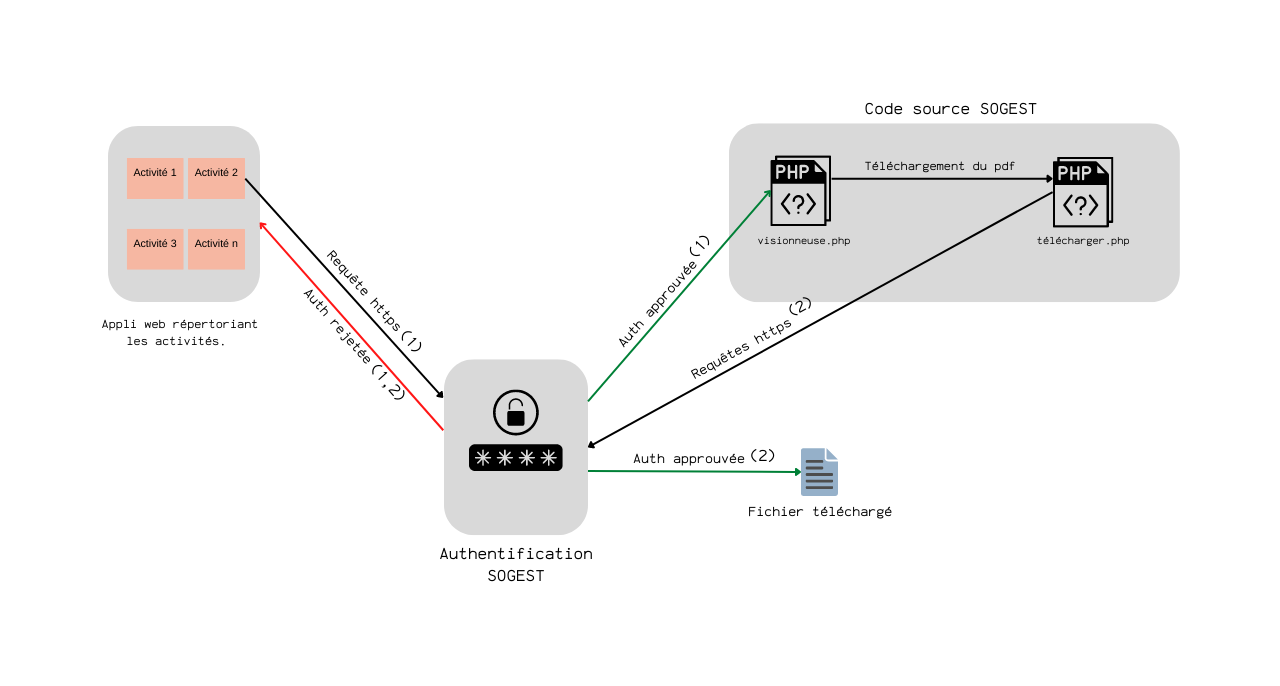 Code source SOGEST
Activité 1
Activité 2
Activité 3
Activité n
Appli web répertoriant
les activités.
Requête https (1)
Auth rejetée (1,2)
Authentification
SOGEST
* * * *
Auth approuvée (1)
PHP
<?>
visionneuse.php
Téléchargement du pdf
PHP
<?>
télécharger.php
Requêtes https (2)
Auth approuvée (2)
Fichier téléchargé